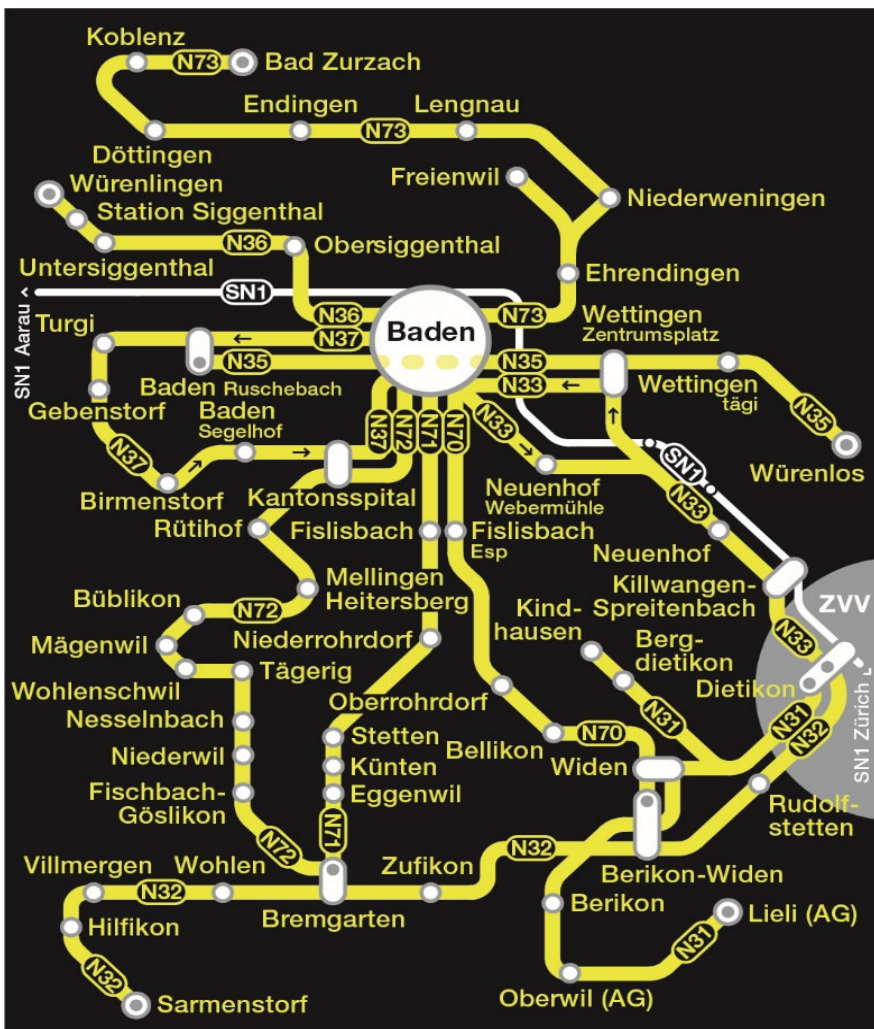 Koblenz
N73
Bad Zurzach
Endingen
Lengnau
N73
Döttingen
Würenlingen
Freienwil
Niederweningen
Station Siggenthal
N36
Obersiggenthal
Untersiggenthal
Ehrendingen
SN1
SN1 Aarau
Turgi
N36
N73
Wettingen
Zentrumsplatz
N37
Baden
N35
N35
N33
Baden Ruschebach
Wettingen
tägi
Gebenstorf
Baden
Segelhof
N37
N72
N71
N70
N33
N35
N37
SN1
Würenlos
Birmenstorf
Kantonsspital
Neuenhof
Webermühle
N33
Rütihof
Fislisbach
Fislisbach
Esp
Neuenhof
Mellingen
Heitersberg
Killwangen-
Spreitenbach
ZVV
Büblikon
N72
Kind-
hausen
N33
Mägenwil
Niederrohrdorf
Berg-
dietikon
Wohlenschwil
Tägerig
Dietikon
Oberrohrdorf
N31
N31
N32
SN1 Zürich
Nesselnbach
Stetten
Bellikon
N70
Niederwil
Künten
Widen
Fischbach-
Göslikon
Eggenwil
Rudolf-
stetten
N72
N71
N32
Villmergen
Wohlen
Zufikon
Berikon-Widen
N32
Bremgarten
Berikon
Lieli (AG)
Hilfikon
N31
N32
Sarmenstorf
Oberwil (AG)